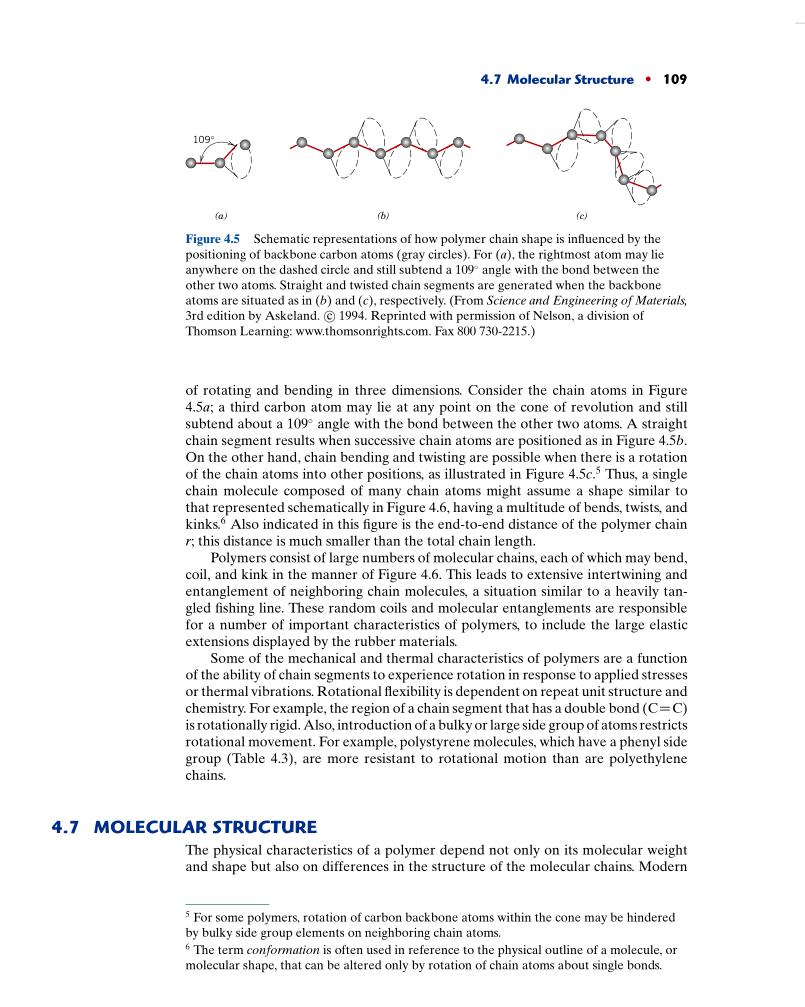 4.7 Molecular Structure • 109
109°
(a)
(b)
(c)
Figure 4.5 Schematic representations of how polymer chain shape is influenced by the
positioning of backbone carbon atoms (gray circles). For (a), the rightmost atom may lie
anywhere on the dashed circle and still subtend a 109° angle with the bond between the
other two atoms. Straight and twisted chain segments are generated when the backbone
atoms are situated as in (b) and (c), respectively. (From Science and Engineering of Materials,
3rd edition by Askeland. © 1994. Reprinted with permission of Nelson, a division of
Thomson Learning: www.thomsonrights.com. Fax 800 730-2215.)
of rotating and bending in three dimensions. Consider the chain atoms in Figure
4.5a; a third carbon atom may lie at any point on the cone of revolution and still
subtend about a 109° angle with the bond between the other two atoms. A straight
chain segment results when successive chain atoms are positioned as in Figure 4.5b.
On the other hand, chain bending and twisting are possible when there is a rotation
of the chain atoms into other positions, as illustrated in Figure 4.5c.⁵ Thus, a single
chain molecule composed of many chain atoms might assume a shape similar to
that represented schematically in Figure 4.6, having a multitude of bends, twists, and
kinks.⁶ Also indicated in this figure is the end-to-end distance of the polymer chain
r; this distance is much smaller than the total chain length.
Polymers consist of large numbers of molecular chains, each of which may bend,
coil, and kink in the manner of Figure 4.6. This leads to extensive intertwining and
entanglement of neighboring chain molecules, a situation similar to a heavily tan-
gled fishing line. These random coils and molecular entanglements are responsible
for a number of important characteristics of polymers, to include the large elastic
extensions displayed by the rubber materials.
Some of the mechanical and thermal characteristics of polymers are a function
of the ability of chain segments to experience rotation in response to applied stresses
or thermal vibrations. Rotational flexibility is dependent on repeat unit structure and
chemistry. For example, the region of a chain segment that has a double bond (C=C)
is rotationally rigid. Also, introduction of a bulky or large side group of atoms restricts
rotational movement. For example, polystyrene molecules, which have a phenyl side
group (Table 4.3), are more resistant to rotational motion than are polyethylene
chains.
4.7 MOLECULAR STRUCTURE
The physical characteristics of a polymer depend not only on its molecular weight
and shape but also on differences in the structure of the molecular chains. Modern
⁵ For some polymers, rotation of carbon backbone atoms within the cone may be hindered
by bulky side group elements on neighboring chain atoms.
⁶ The term conformation is often used in reference to the physical outline of a molecule, or
molecular shape, that can be altered only by rotation of chain atoms about single bonds.